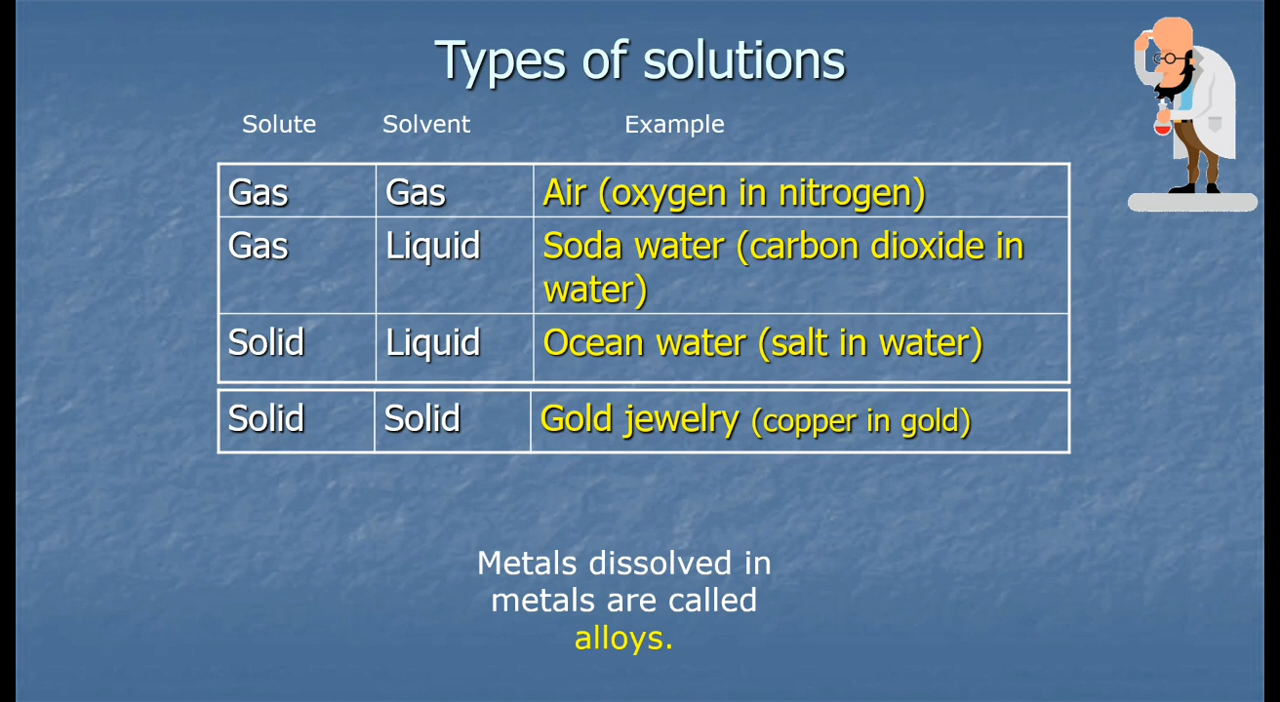 Types of solutions
Solute Solvent Example
Gas Gas Air (oxygen in nitrogen)
Gas Liquid Soda water (carbon dioxide in
water)
Solid Liquid Ocean water (salt in water)
Solid Solid Gold jewelry (copper in gold)
Metals dissolved in
metals are called
alloys.